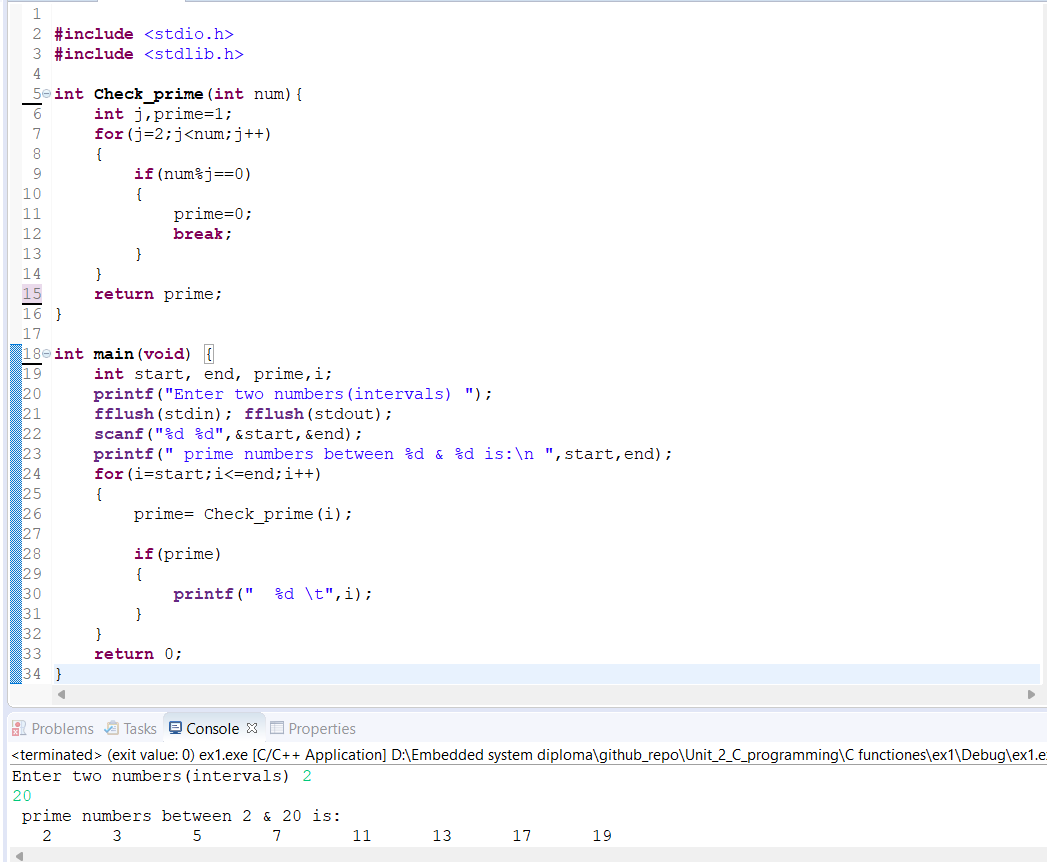 1
2 #include <stdio.h>
3 #include <stdlib.h>
4
5 int Check_prime(int num){
6     int j,prime=1;
7     for(j=2;j<num;j++)
8     {
9         if(num%j==0)
10         {
11             prime=0;
12             break;
13         }
14     }
15     return prime;
16 }
17
18 int main(void) {
19     int start, end, prime,i;
20     printf("Enter two numbers(intervals) ");
21     fflush(stdin); fflush(stdout);
22     scanf("%d %d",&start,&end);
23     printf(" prime numbers between %d & %d is:\n ",start,end);
24     for(i=start;i<=end;i++)
25     {
26         prime= Check_prime(i);
27
28         if(prime)
29         {
30             printf("  %d \t",i);
31         }
32     }
33     return 0;
34 }
Problems Tasks Console Properties
<terminated> (exit value: 0) ex1.exe [C/C++ Application] D:\Embedded system diploma\github_repo\Unit_2_C_programming\C functiones\ex1\Debug\ex1.e
Enter two numbers(intervals) 2
20
 prime numbers between 2 & 20 is:
   2      3       5       7       11      13      17      19